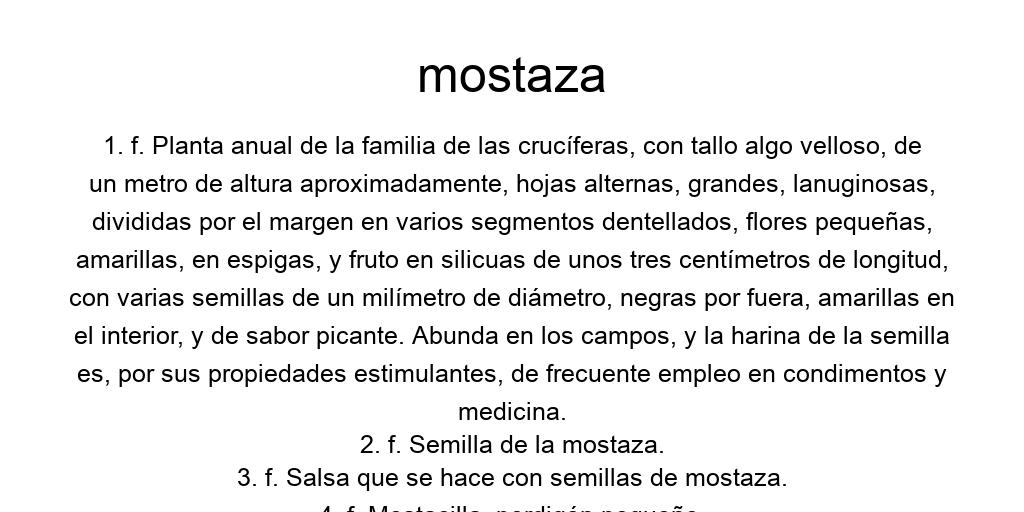 mostaza
1. f. Planta anual de la familia de las crucíferas, con tallo algo velloso, de
un metro de altura aproximadamente, hojas alternas, grandes, lanuginosas,
divididas por el margen en varios segmentos dentellados, flores pequeñas,
amarillas, en espigas, y fruto en silicuas de unos tres centímetros de longitud,
con varias semillas de un milímetro de diámetro, negras por fuera, amarillas en
el interior, y de sabor picante. Abunda en los campos, y la harina de la semilla
es, por sus propiedades estimulantes, de frecuente empleo en condimentos y
medicina.
2. f. Semilla de la mostaza.
3. f. Salsa que se hace con semillas de mostaza.
4. f. Mostacilla, perdigón pequeño.